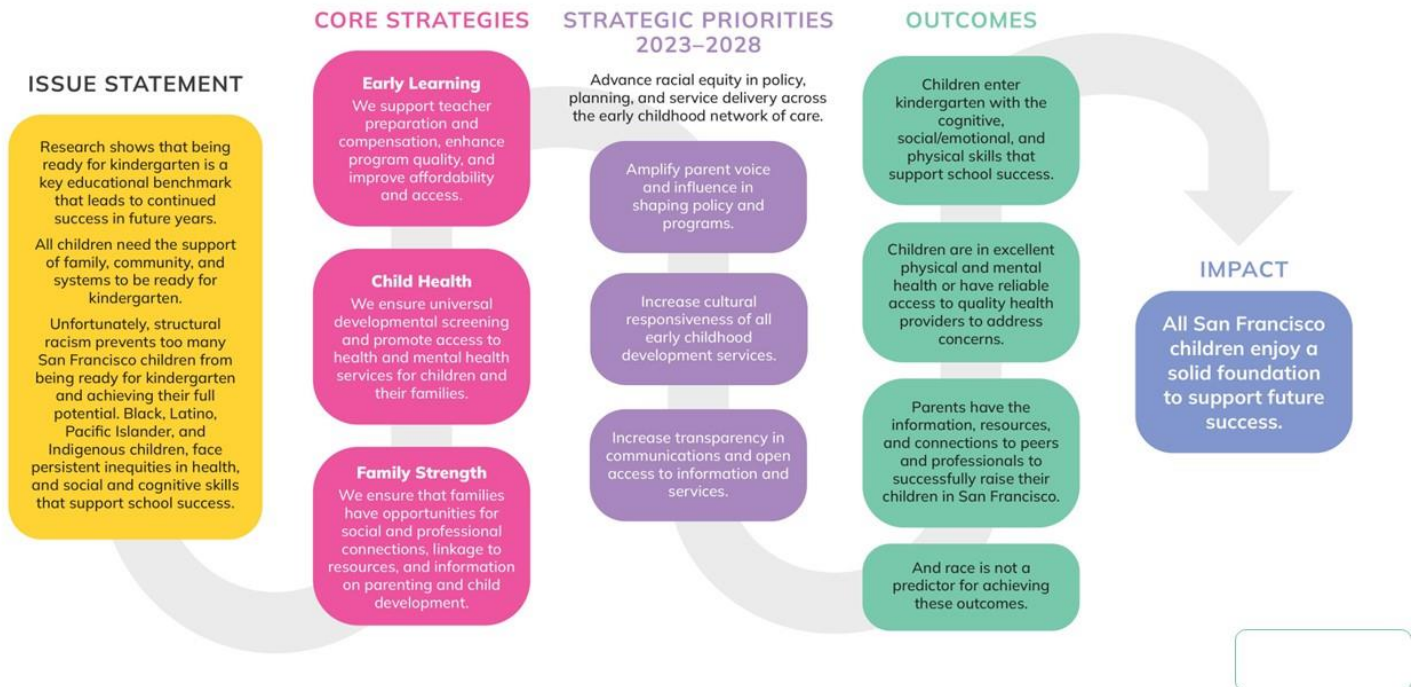 ISSUE STATEMENT
Research shows that being
ready for kindergarten is a
key educational benchmark
that leads to continued
success in future years.
All children need the support
of family, community, and
systems to be ready for
kindergarten.
Unfortunately, structural
racism prevents too many
San Francisco children from
being ready for kindergarten
and achieving their full
potential. Black, Latino,
Pacific Islander, and
Indigenous children, face
persistent inequities in health,
and social and cognitive skills
that support school success.
CORE STRATEGIES
Early Learning
We support teacher
preparation and
compensation, enhance
program quality, and
improve affordability
and access.
Child Health
We ensure universal
developmental screening
and promote access to
health and mental health
services for children and
their families.
Family Strength
We ensure that families
have opportunities for
social and professional
connections, linkage to
resources, and information
on parenting and child
development.
STRATEGIC PRIORITIES
2023–2028
Advance racial equity in policy,
planning, and service delivery across
the early childhood network of care.
Amplify parent voice
and influence in
shaping policy and
programs.
Increase cultural
responsiveness of all
early childhood
development services.
Increase transparency in
communications and open
access to information and
services.
OUTCOMES
Children enter
kindergarten with the
cognitive,
social/emotional, and
physical skills that
support school success.
Children are in excellent
physical and mental
health or have reliable
access to quality health
providers to address
concerns.
Parents have the
information, resources,
and connections to peers
and professionals to
successfully raise their
children in San Francisco.
And race is not a
predictor for achieving
these outcomes.
IMPACT
All San Francisco
children enjoy a
solid foundation
to support future
success.